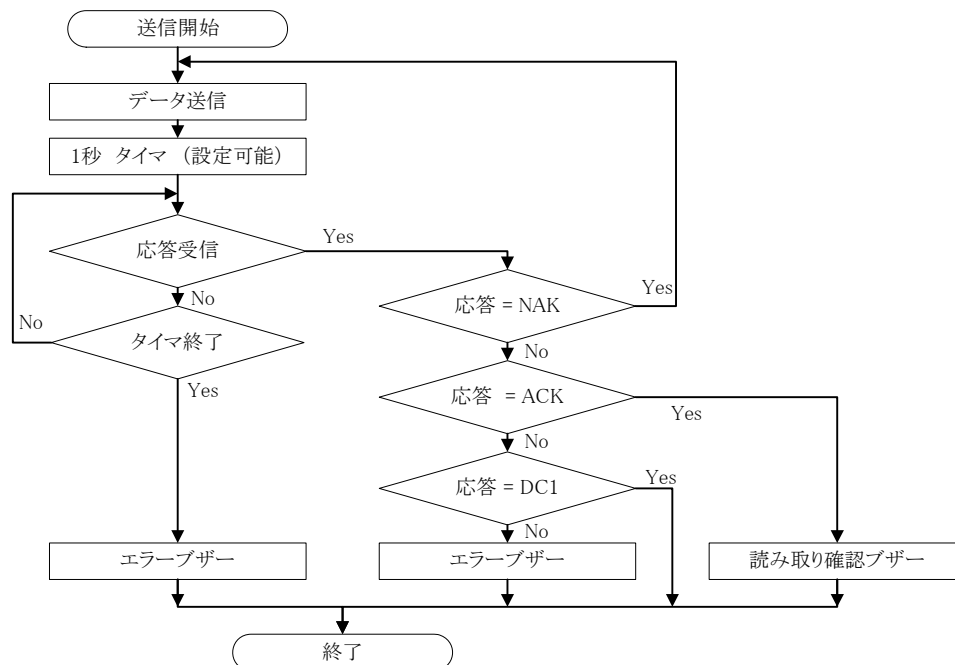 送信開始
データ送信
1秒 タイマ （設定可能）
応答受信
Yes
No
応答 = NAK
Yes
No
タイマ終了
No
Yes
応答 = ACK
Yes
No
応答 = DC1
Yes
No
エラーブザー
エラーブザー
読み取り確認ブザー
終了